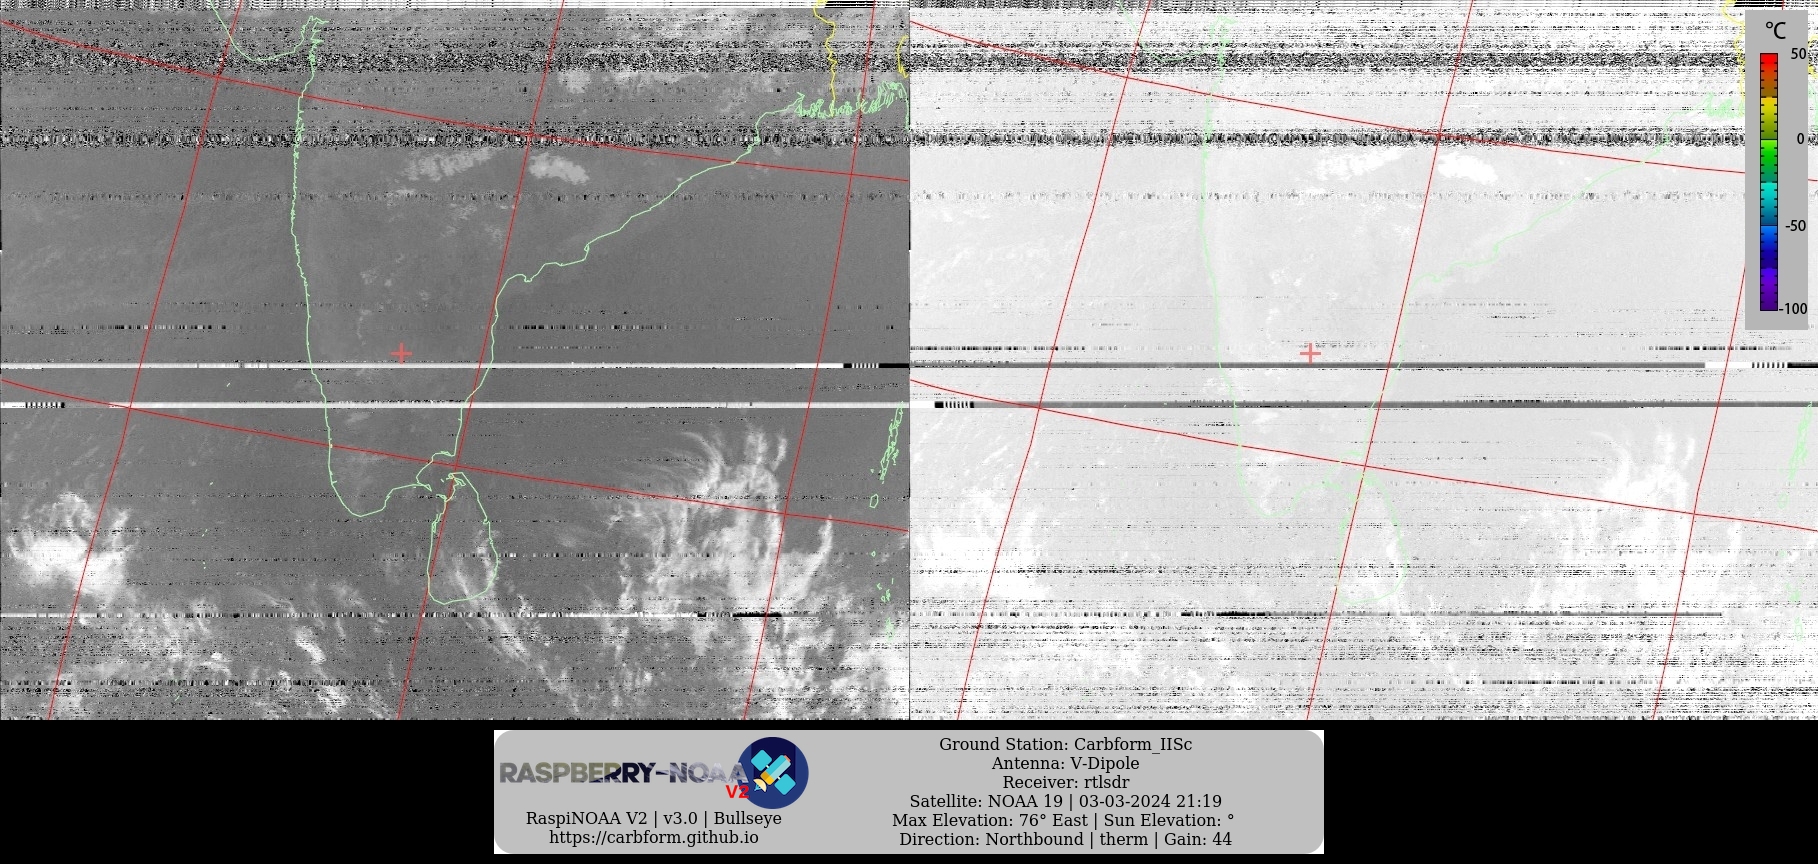 °C
50
0
-50
-100
RASPBERRY-NOAA
V2
RaspiNOAA V2 | v3.0 | Bullseye
https://carbform.github.io
Ground Station: Carbform_IISc
Antenna: V-Dipole
Receiver: rtlsdr
Satellite: NOAA 19 | 03-03-2024 21:19
Max Elevation: 76° East | Sun Elevation: °
Direction: Northbound | therm | Gain: 44